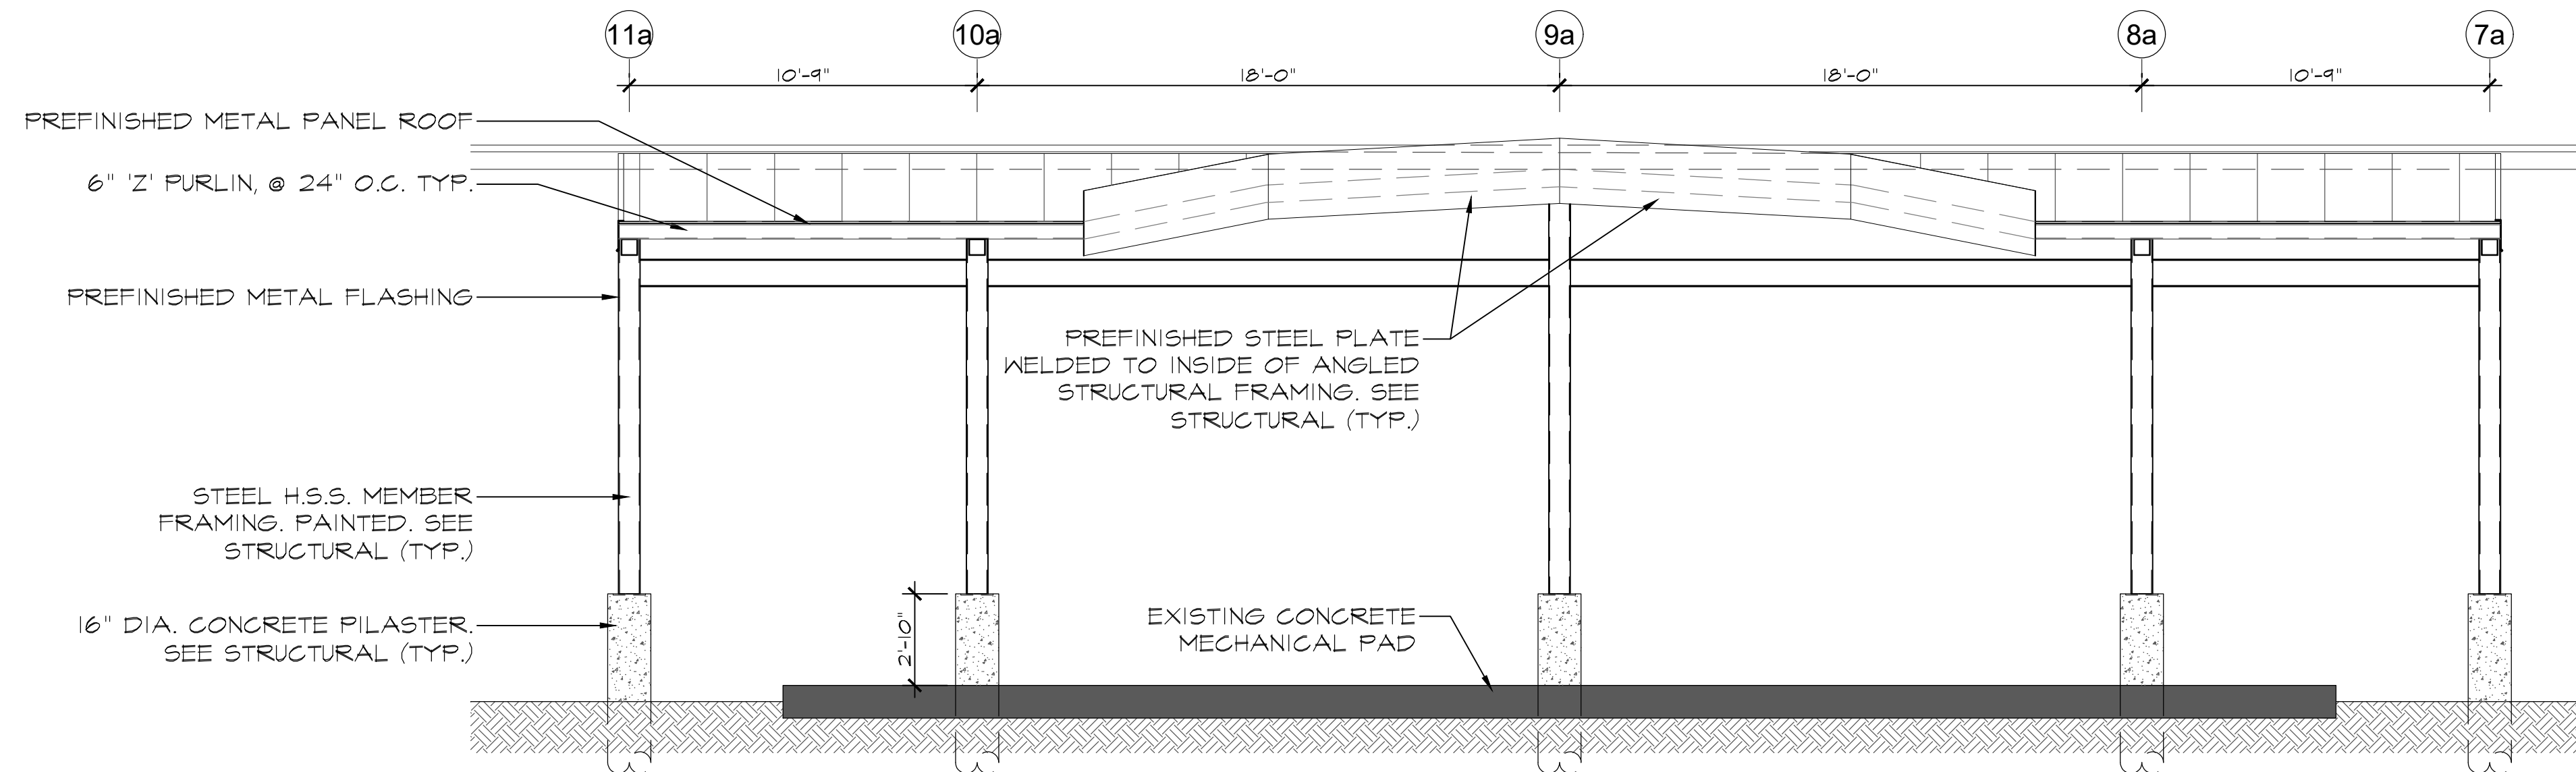 11a 10a 9a 8a 7a
10'-9" 18'-0" 18'-0" 10'-9"
PREFINISHED METAL PANEL ROOF
6" 'Z' PURLIN, @ 24" O.C. TYP.
PREFINISHED METAL FLASHING
PREFINISHED STEEL PLATE
WELDED TO INSIDE OF ANGLED
STRUCTURAL FRAMING. SEE
STRUCTURAL (TYP.)
STEEL H.S.S. MEMBER
FRAMING. PAINTED. SEE
STRUCTURAL (TYP.)
16" DIA. CONCRETE PILASTER.
SEE STRUCTURAL (TYP.)
2'-10"
EXISTING CONCRETE
MECHANICAL PAD